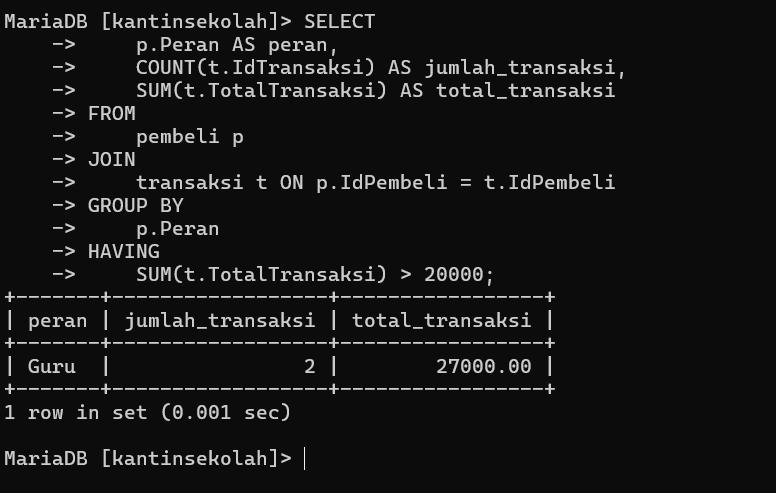 MariaDB [kantinsekolah]> SELECT
    ->     p.Peran AS peran,
    ->     COUNT(t.IdTransaksi) AS jumlah_transaksi,
    ->     SUM(t.TotalTransaksi) AS total_transaksi
    -> FROM
    ->     pembeli p
    -> JOIN
    ->     transaksi t ON p.IdPembeli = t.IdPembeli
    -> GROUP BY
    ->     p.Peran
    -> HAVING
    ->     SUM(t.TotalTransaksi) > 20000;
+-------+------------------+-----------------+
| peran | jumlah_transaksi | total_transaksi |
+-------+------------------+-----------------+
| Guru  |                2 |        27000.00 |
+-------+------------------+-----------------+
1 row in set (0.001 sec)

MariaDB [kantinsekolah]>